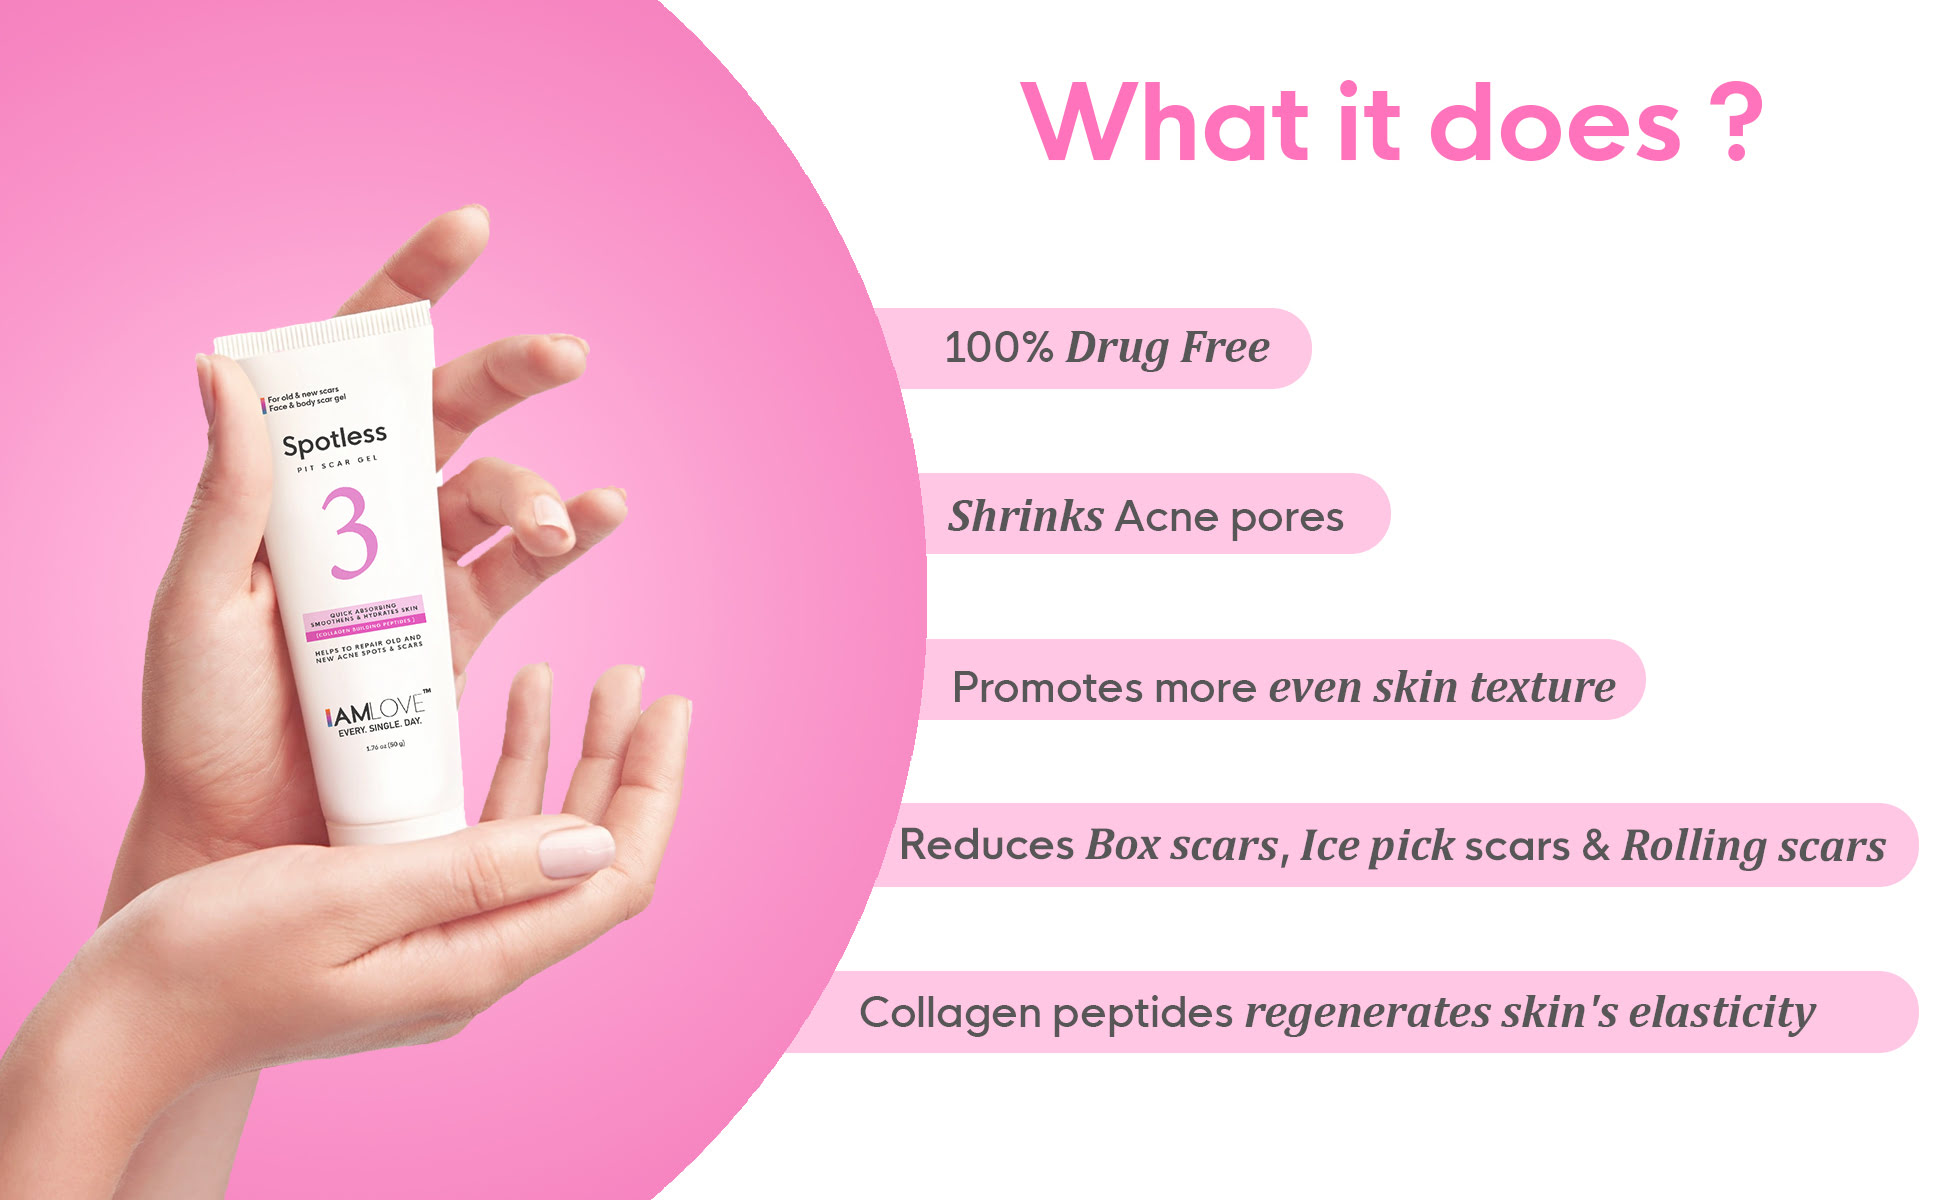 What it does ?
100% Drug Free
Shrinks Acne pores
Promotes more even skin texture
Reduces Box scars, Ice pick scars & Rolling scars
Collagen peptides regenerates skin's elasticity
For old & new scars
Face & body scar gel
Spotless
PIT SCAR GEL
3
QUICK ABSORBING
SMOOTHENS & HYDRATES SKIN
(COLLAGEN BUILDING PEPTIDES)
HELPS TO REPAIR OLD AND
NEW ACNE SPOTS & SCARS
IAMLOVE™
EVERY. SINGLE. DAY.
1.76 oz (50 g)